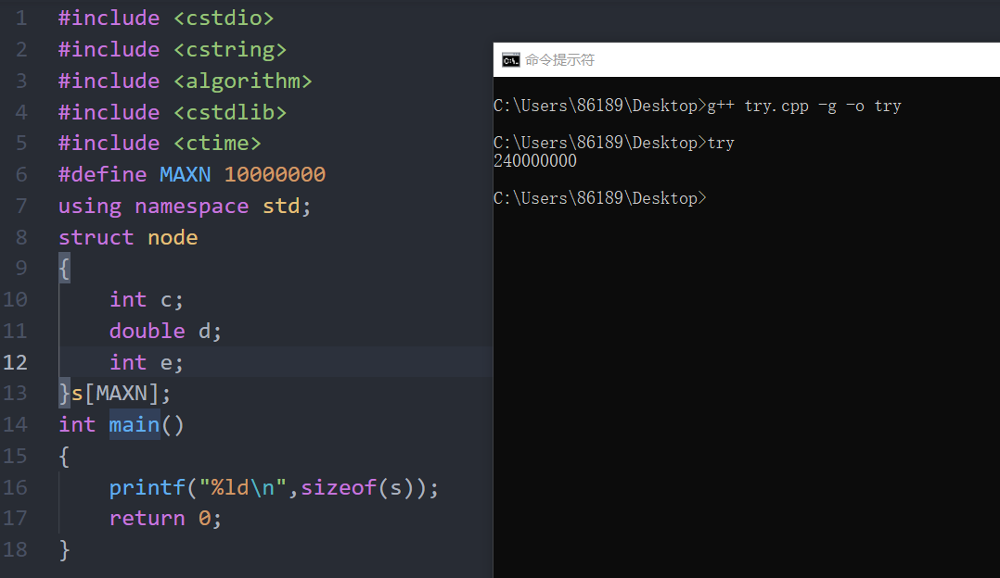 1 #include <cstdio>
2 #include <cstring>
3 #include <algorithm>
4 #include <cstdlib>
5 #include <ctime>
6 #define MAXN 10000000
7 using namespace std;
8 struct node
9 {
10     int c;
11     double d;
12     int e;
13 }s[MAXN];
14 int main()
15 {
16     printf("%ld\n",sizeof(s));
17     return 0;
18 }
命令提示符
C:\Users\86189\Desktop>g++ try.cpp -g -o try
C:\Users\86189\Desktop>try
240000000
C:\Users\86189\Desktop>